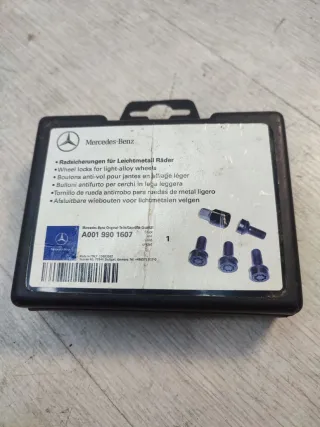 Mercedes-Benz
• Radsicherungen für Leichtmetall Räder
• Wheel locks for light-alloy wheels
• Boutons anti-vol pour jantes en alliage léger
• Bulloni antifurto per cerchi in lega leggera
• Tornillo de rueda antirrobo para ruedas de metal ligero
• Afsluitbare wielbouten voor lichtmetalen velgen
A001 990 1607
1